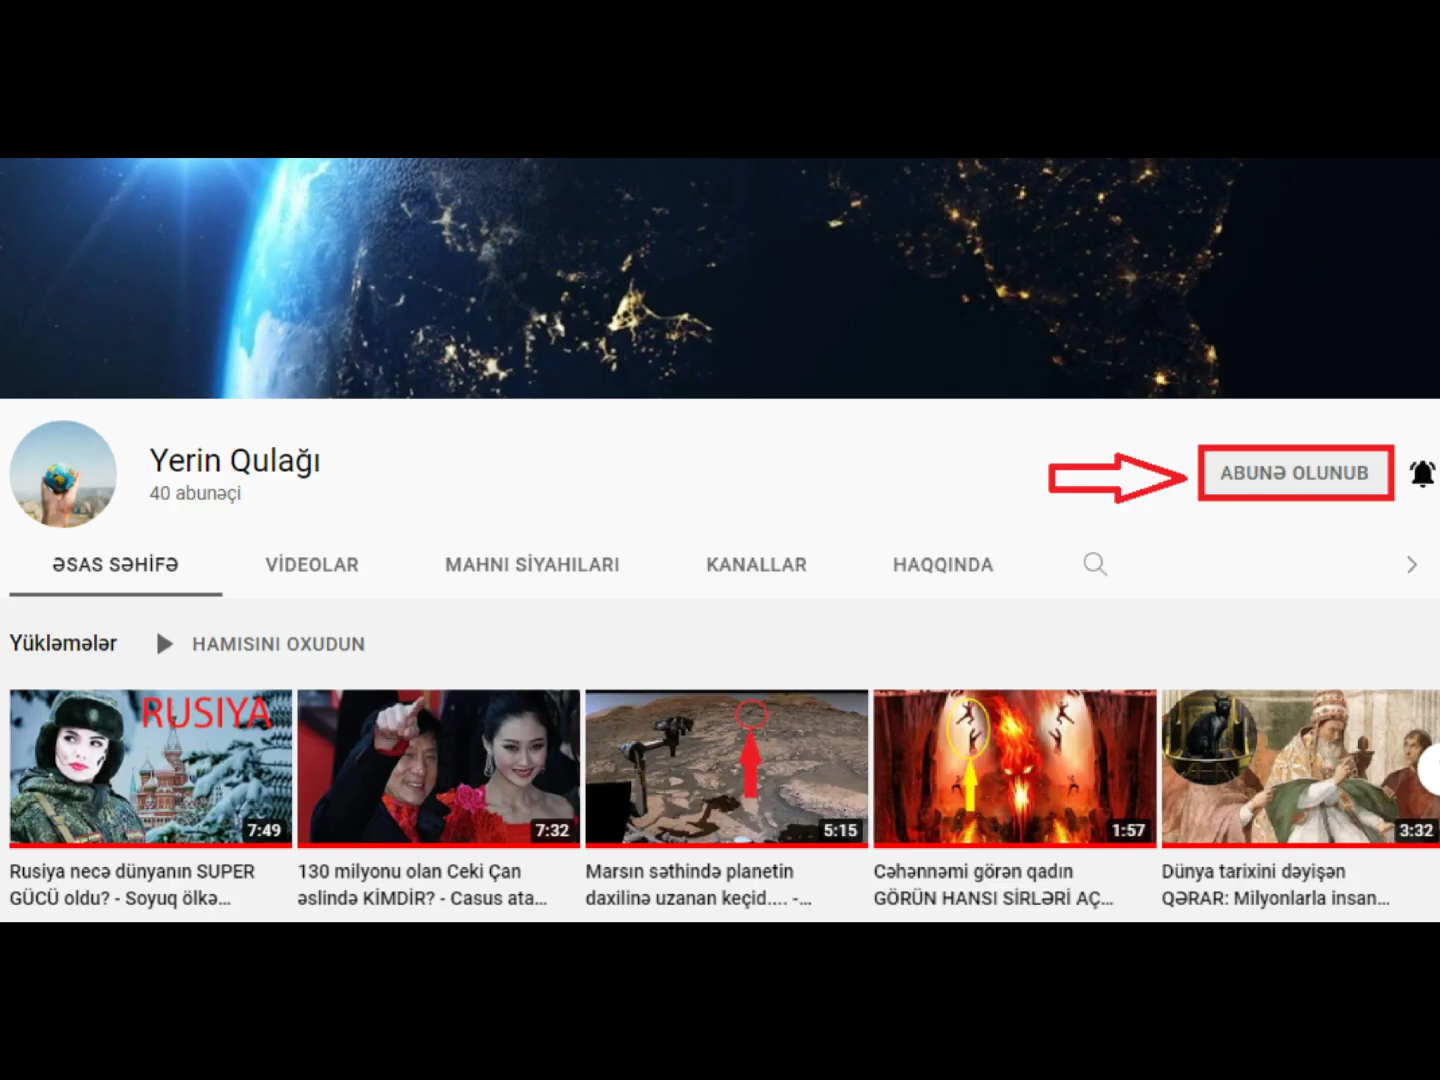 Yerin Qulağı
40 abunəçi
ABUNƏ OLUNUB
ƏSAS SƏHİFƏ VİDEOLAR MAHNI SİYAHILARI KANALLAR HAQQINDA
Yükləmələr HAMISINI OXUDUN
RUSIYA
7:49 7:32 5:15 1:57 3:32
Rusiya necə dünyanın SUPER
GÜCÜ oldu? - Soyuq ölkə...
130 milyonu olan Ceki Çan
əslində KİMDİR? - Casus ata...
Marsın səthində planetin
daxilinə uzanan keçid.... -...
Cəhənnəmi görən qadın
GÖRÜN HANSI SİRLƏRİ AÇ...
Dünya tarixini dəyişən
QƏRAR: Milyonlarla insan...